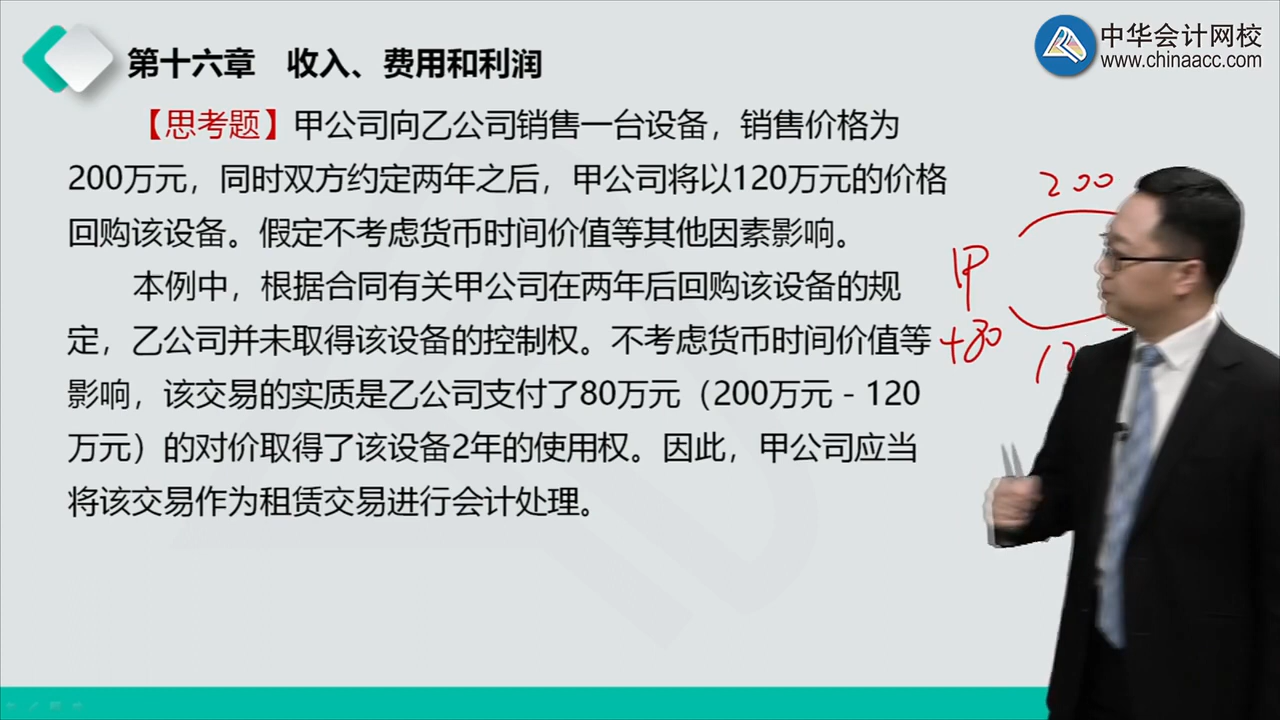 第十六章 收入、费用和利润
中华会计网校
www.chinaacc.com
【思考题】甲公司向乙公司销售一台设备，销售价格为
200万元，同时双方约定两年之后，甲公司将以120万元的价格
回购该设备。假定不考虑货币时间价值等其他因素影响。
本例中，根据合同有关甲公司在两年后回购该设备的规
定，乙公司并未取得该设备的控制权。不考虑货币时间价值等
影响，该交易的实质是乙公司支付了80万元（200万元－120
万元）的对价取得了该设备2年的使用权。因此，甲公司应当
将该交易作为租赁交易进行会计处理。
200
甲
+80